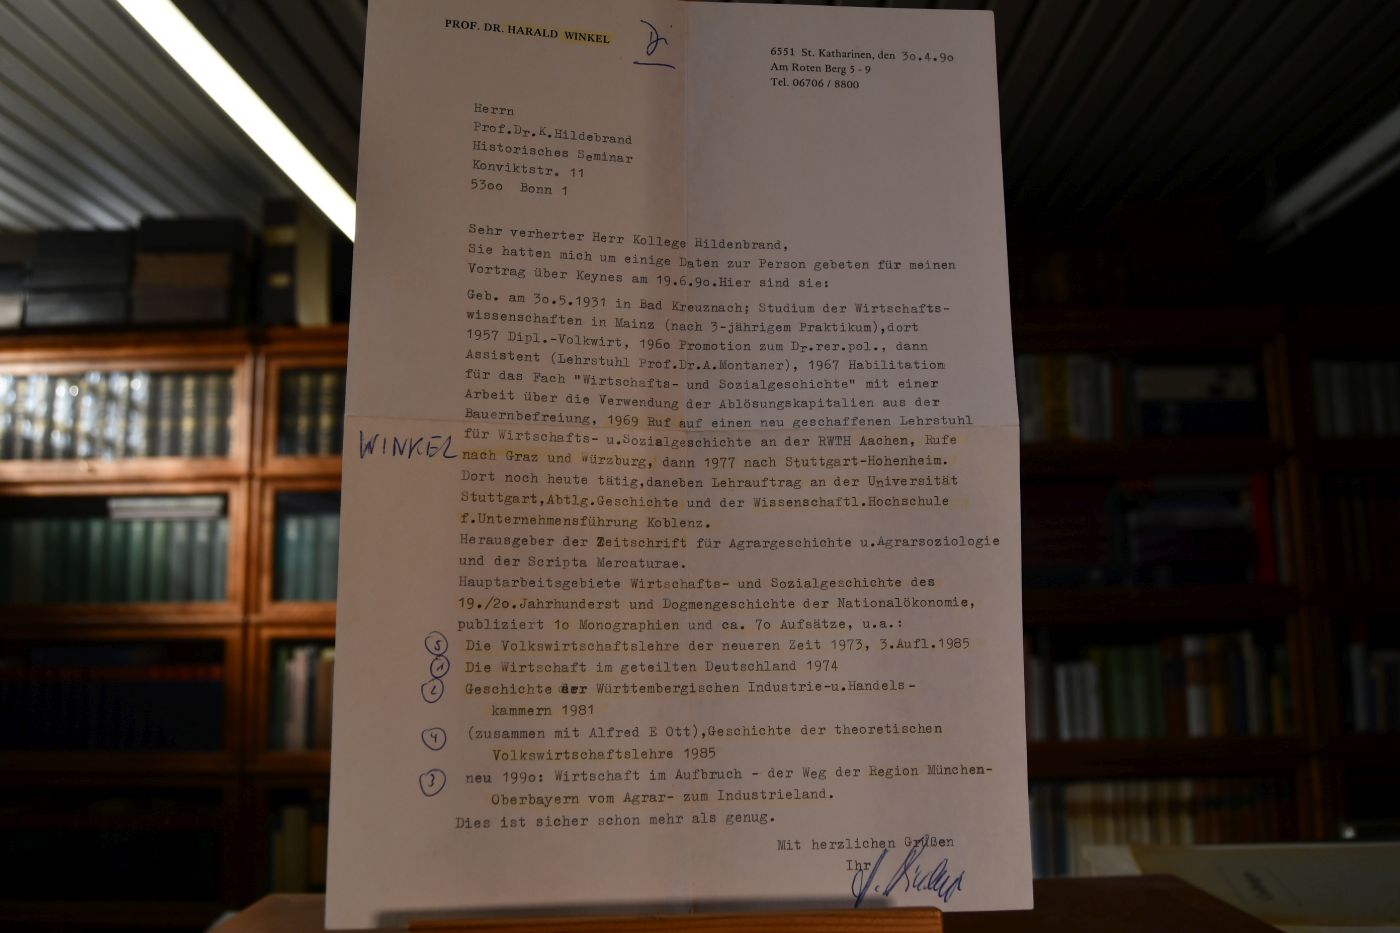 PROF. DR. HARALD WINKEL
6551 St. Katharinen, den 3o.4.9o
Am Roten Berg 5 - 9
Tel. 06706 / 8800
Herrn
Prof.Dr.K.Hildebrand
Historisches Seminar
Konviktstr. 11
53oo Bonn 1
Sehr verherter Herr Kollege Hildenbrand,
Sie hatten mich um einige Daten zur Person gebeten für meinen
Vortrag über Keynes am 19.6.9o.Hier sind sie:
Geb. am 3o.5.1931 in Bad Kreuznach; Studium der Wirtschafts-
wissenschaften in Mainz (nach 3-jährigem Praktikum),dort
1957 Dipl.-Volkwirt, 196o Promotion zum Dr.rer.pol., dann
Assistent (Lehrstuhl Prof.Dr.A.Montaner), 1967 Habilitation
für das Fach "Wirtschafts- und Sozialgeschichte" mit einer
Arbeit über die Verwendung der Ablösungskapitalien aus der
Bauernbefreiung, 1969 Ruf auf einen neu geschaffenen Lehrstuhl
für Wirtschafts- u.Sozialgeschichte an der RWTH Aachen, Rufe
WINKEL nach Graz und Würzburg, dann 1977 nach Stuttgart-Hohenheim.
Dort noch heute tätig,daneben Lehrauftrag an der Universität
Stuttgart,Abtlg.Geschichte und der Wissenschaftl.Hochschule
f.Unternehmensführung Koblenz.
Herausgeber der Zeitschrift für Agrargeschichte u.Agrarsoziologie
und der Scripta Mercaturae.
Hauptarbeitsgebiete Wirtschafts- und Sozialgeschichte des
19./2o.Jahrhunderst und Dogmengeschichte der Nationalökonomie,
publiziert 1o Monographien und ca. 7o Aufsätze, u.a.:
5 Die Volkswirtschaftslehre der neueren Zeit 1973, 3.Aufl.1985
1 Die Wirtschaft im geteilten Deutschland 1974
2 Geschichte der Württembergischen Industrie-u.Handels-
kammern 1981
4 (zusammen mit Alfred E Ott),Geschichte der theoretischen
Volkswirtschaftslehre 1985
3 neu 199o: Wirtschaft im Aufbruch - der Weg der Region München-
Oberbayern vom Agrar- zum Industrieland.
Dies ist sicher schon mehr als genug.
Mit herzlichen Grüßen
Ihr